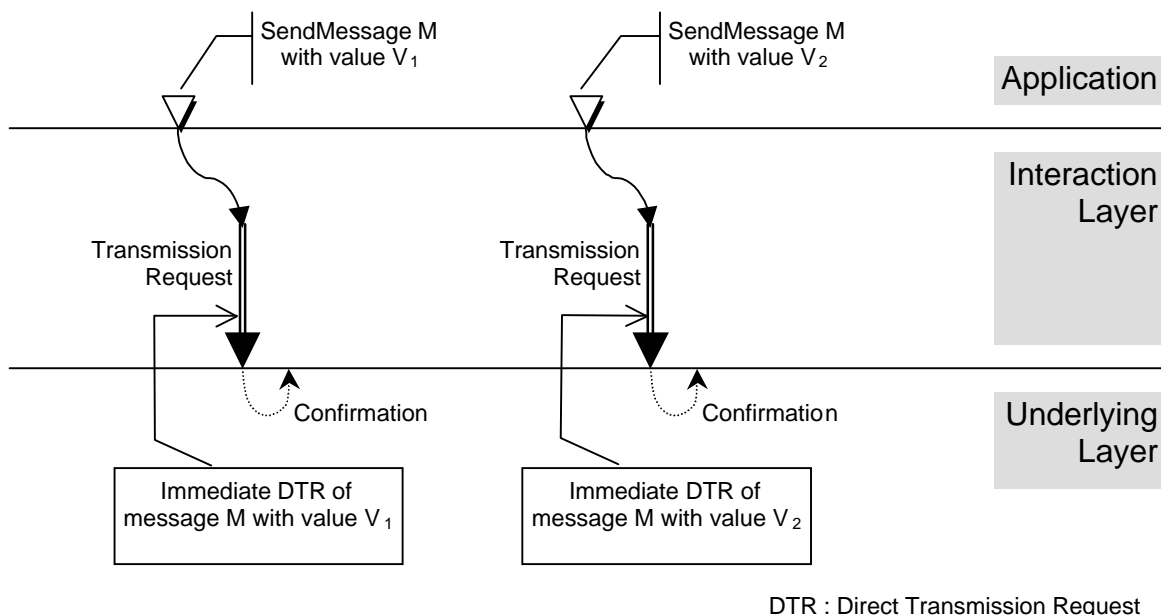 SendMessage M
with value V1
SendMessage M
with value V2
Application
Interaction
Layer
Transmission
Request
Transmission
Request
Confirmation
Confirmation
Underlying
Layer
Immediate DTR of
message M with value V1
Immediate DTR of
message M with value V2
DTR : Direct Transmission Request